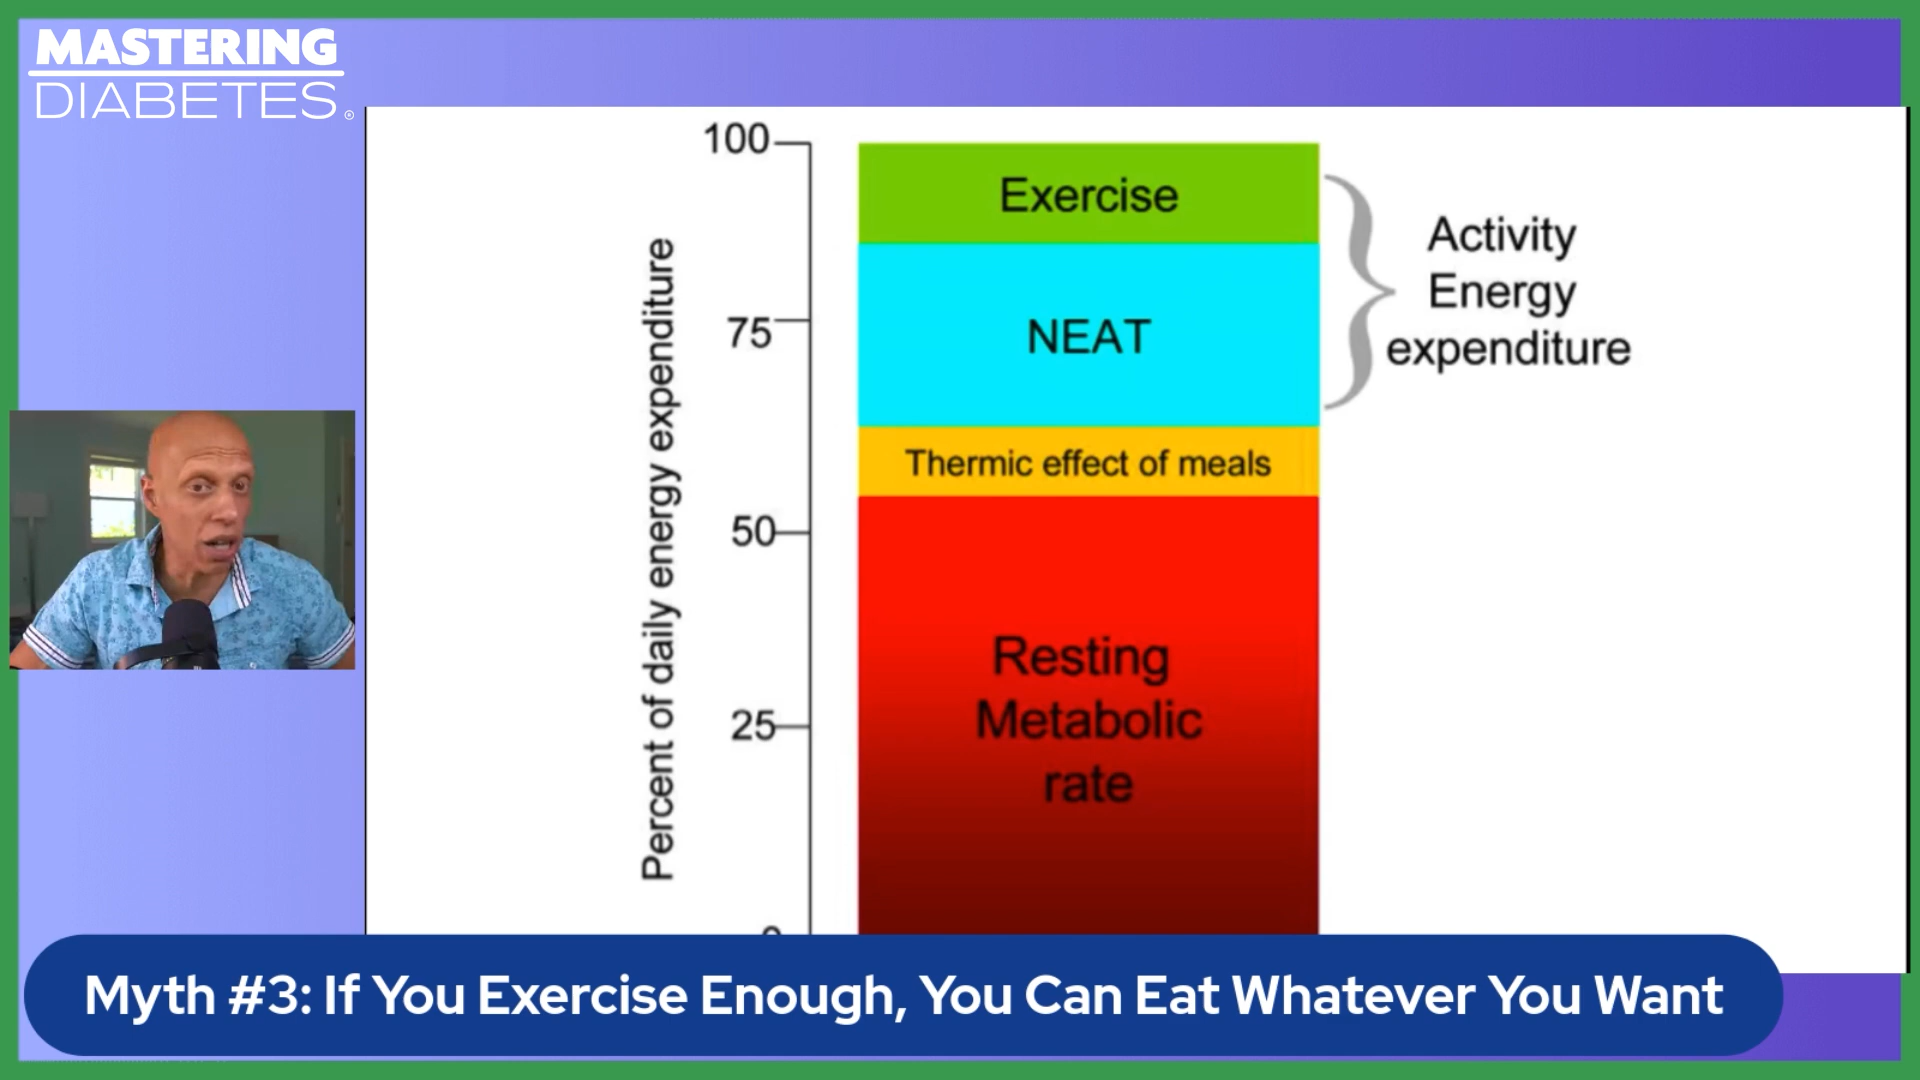 MASTERING
DIABETES®
100
75
50
25
0
Percent of daily energy expenditure
Exercise
NEAT
Thermic effect of meals
Resting
Metabolic
rate
Activity
Energy
expenditure
Myth #3: If You Exercise Enough, You Can Eat Whatever You Want